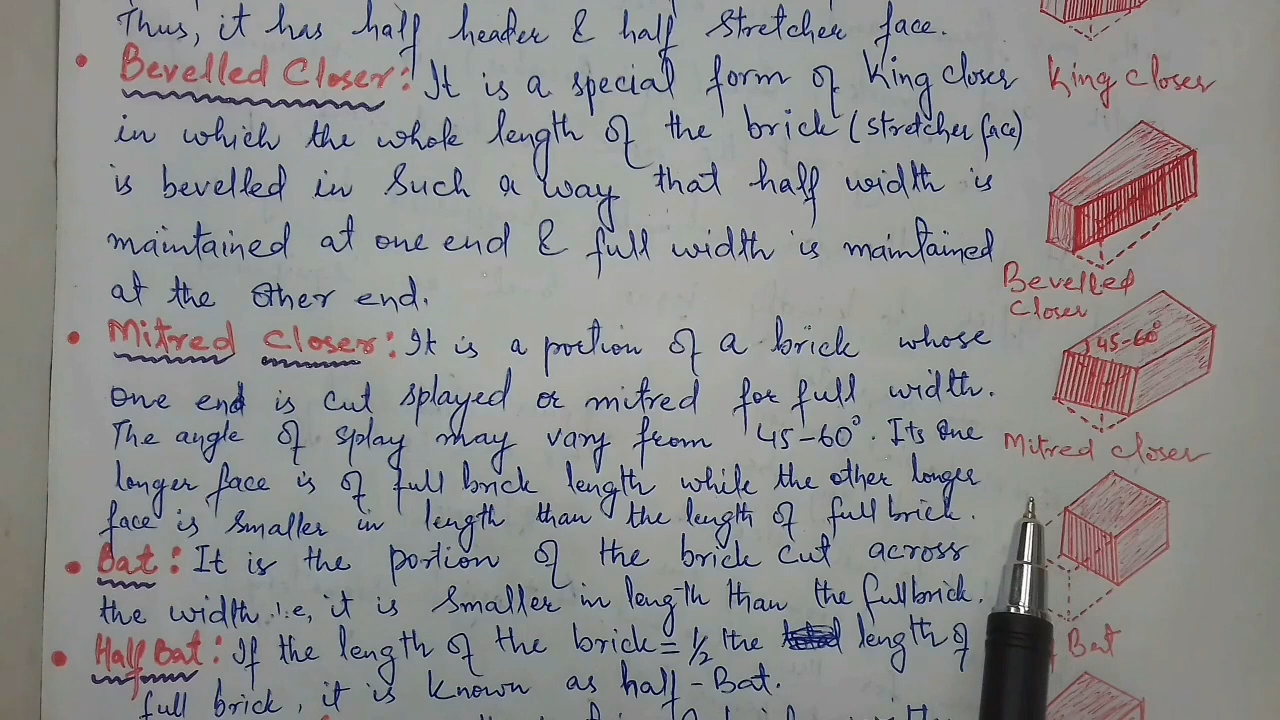 Thus, it has half header & half stretcher face.
• Bevelled Closer: It is a special form of King closer
in which the whole length of the brick (stretcher face)
is bevelled in such a way that half width is
maintained at one end & full width is maintained
at the other end.
• Mitred Closer: It is a portion of a brick whose
one end is cut splayed or mitred for full width.
The angle of splay may vary from 45-60°. Its one
longer face is of full brick length while the other longer
face is smaller in length than the length of full brick.
• Bat: It is the portion of the brick cut across
the width i.e, it is smaller in length than the full brick.
• Half Bat: If the length of the brick = 1/2 the length of
full brick, it is known as half-Bat.
King closer
Bevelled
Closer
45-60°
Mitred closer
Bat